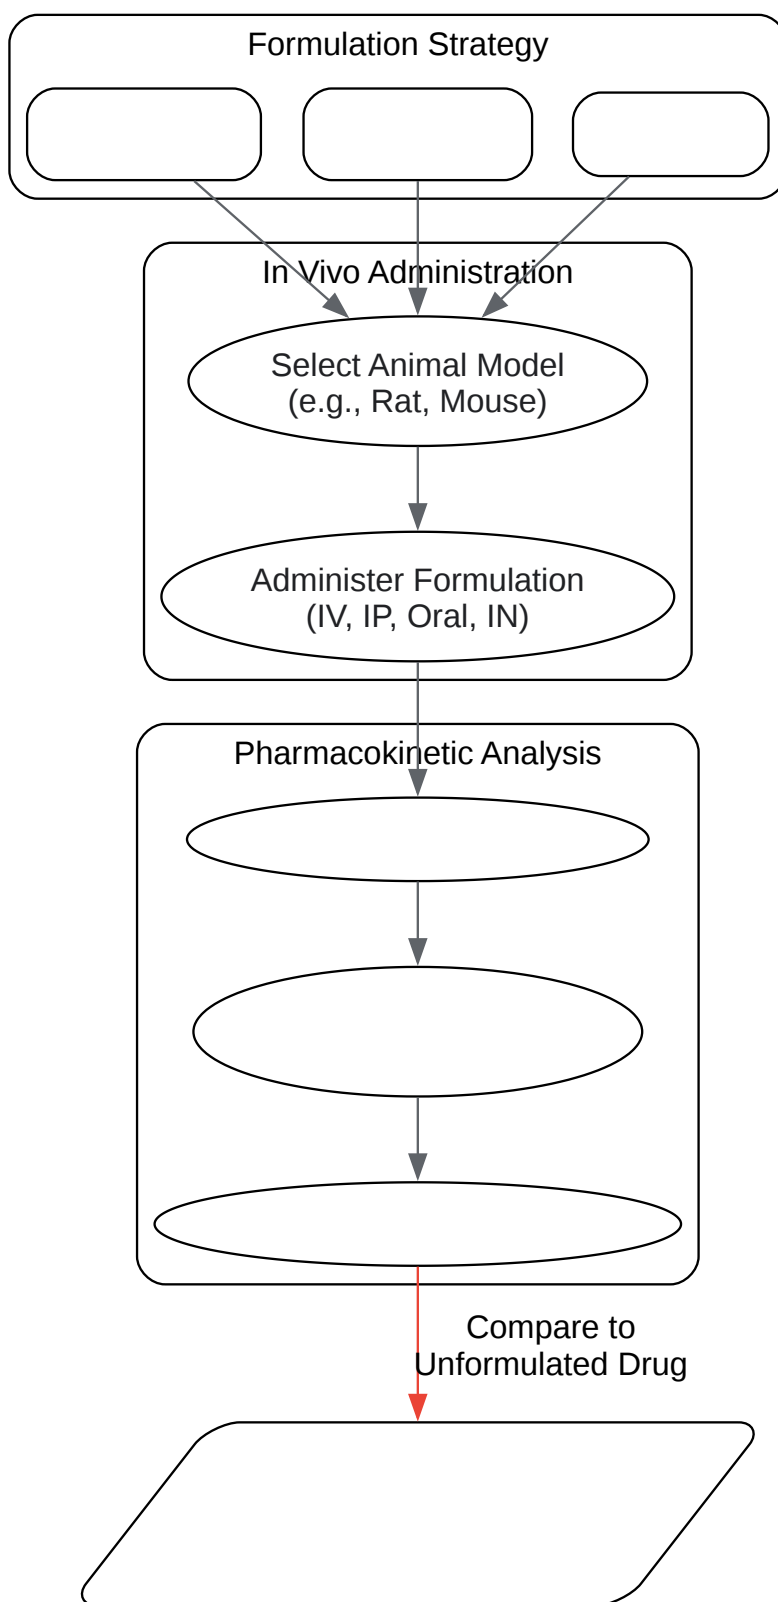 Formulation Strategy
In Vivo Administration
Select Animal Model
(e.g., Rat, Mouse)
Administer Formulation
(IV, IP, Oral, IN)
Pharmacokinetic Analysis
Compare to
Unformulated Drug